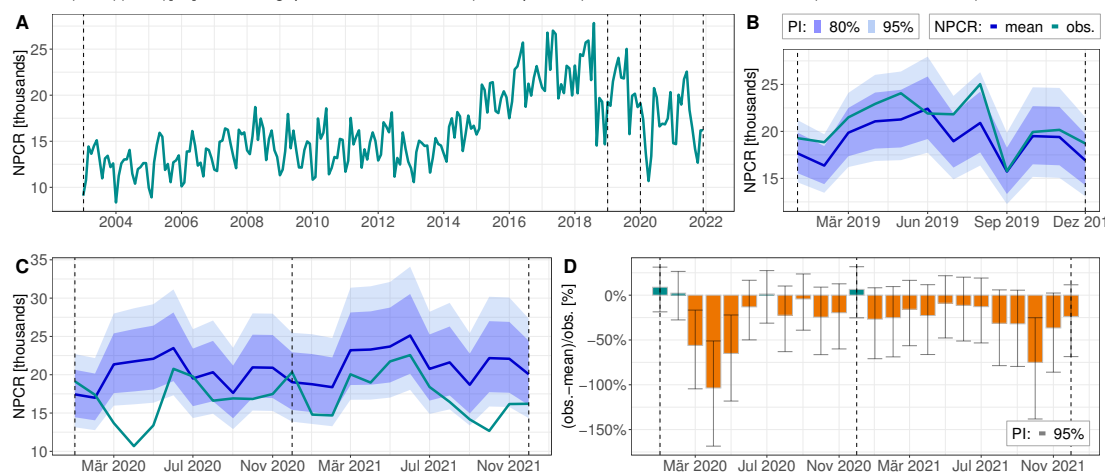 A
NPCR [thousands]
25
20
15
10
2004
2006
2008
2010
2012
2014
2016
2018
2020
2022
B
PI:
80%
95%
NPCR:
mean
obs.
NPCR [thousands]
25
20
15
Mär 2019
Jun 2019
Sep 2019
Dez 201
C
NPCR [thousands]
35
30
25
20
15
10
Mär 2020
Jul 2020
Nov 2020
Mär 2021
Jul 2021
Nov 2021
D
(obs.−mean)/obs. [%]
0%
−50%
−100%
−150%
PI:
95%
Mär 2020
Jul 2020
Nov 2020
Mär 2021
Jul 2021
Nov 2021